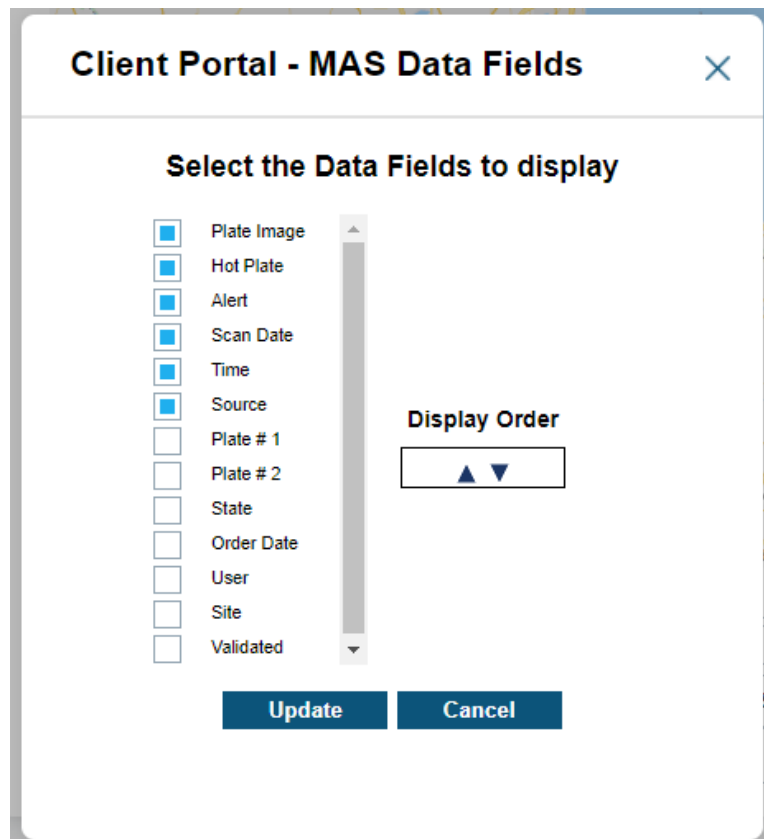 Client Portal - MAS Data Fields
Select the Data Fields to display
Plate Image
Hot Plate
Alert
Scan Date
Time
Source
Plate # 1
Plate # 2
State
Order Date
User
Site
Validated
Display Order
Update Cancel